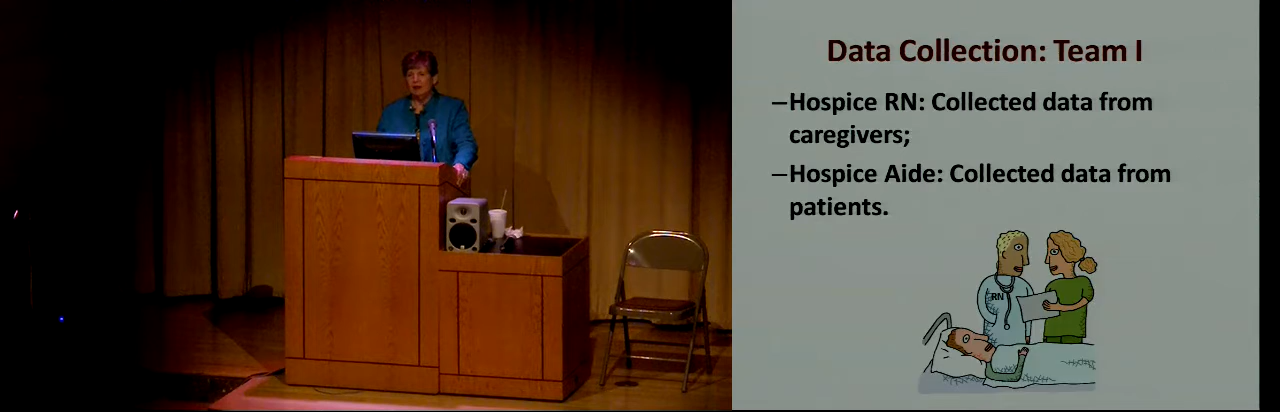 Data Collection: Team I
–Hospice RN: Collected data from
caregivers;
–Hospice Aide: Collected data from
patients.
RN